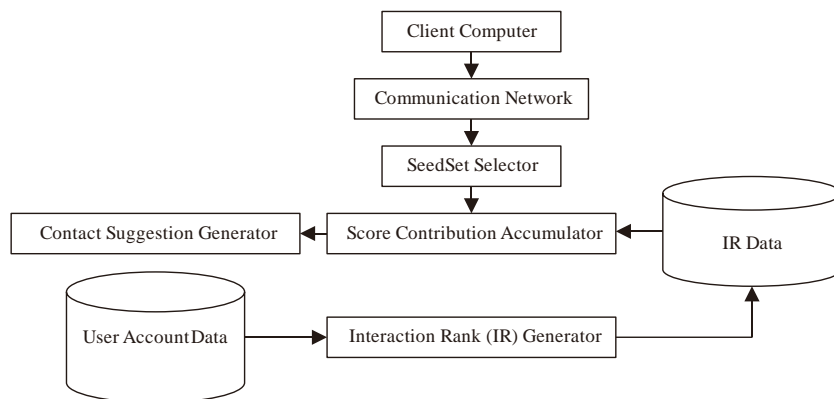 Client Computer
Communication Network
SeedSet Selector
Contact Suggestion Generator
Score Contribution Accumulator
IR Data
User AccountData
Interaction Rank (IR) Generator